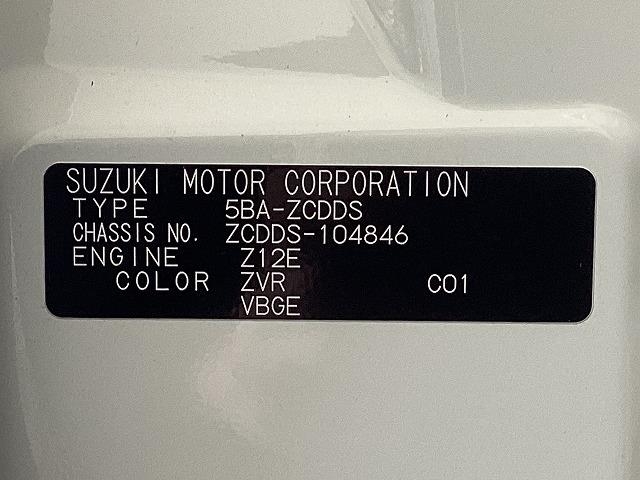 SUZUKI MOTOR CORPORATION
TYPE 5BA-ZCDDS
CHASSIS NO. ZCDDS-104846
ENGINE Z12E
COLOR ZVR C01
VBGE